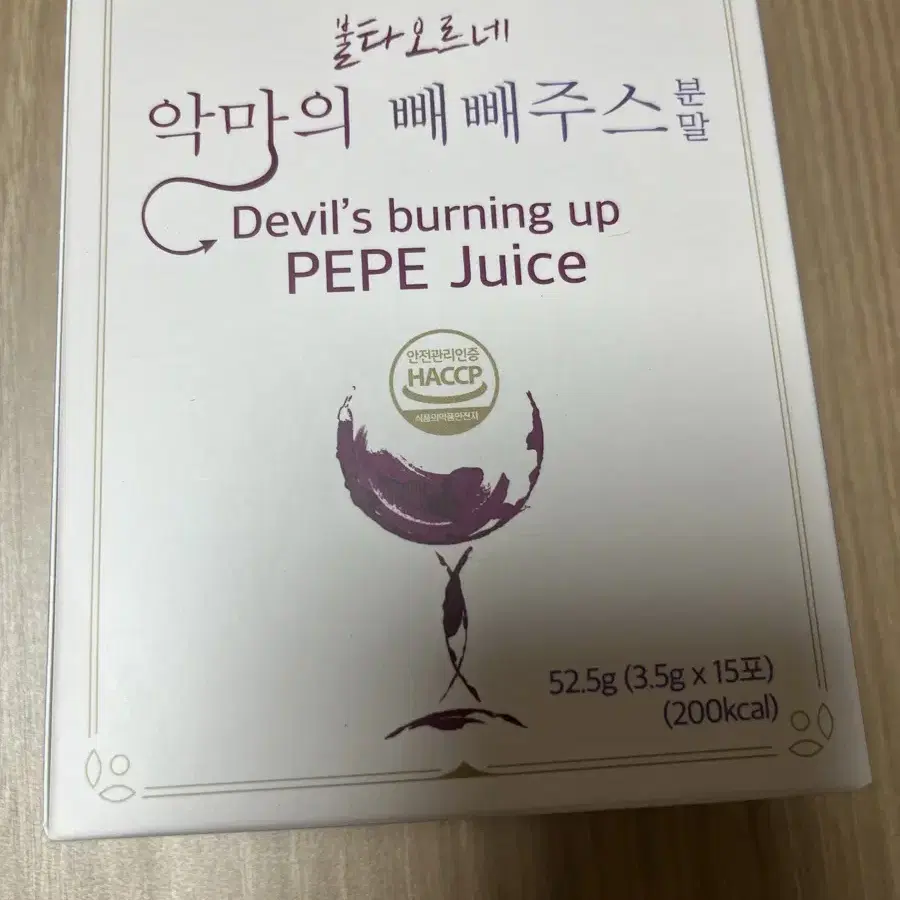 불타오르네
악마의 빼빼주스 분말
Devil's burning up
PEPE Juice
안전관리인증
HACCP
식품의약품안전처
52.5g (3.5g x 15포)
(200kcal)